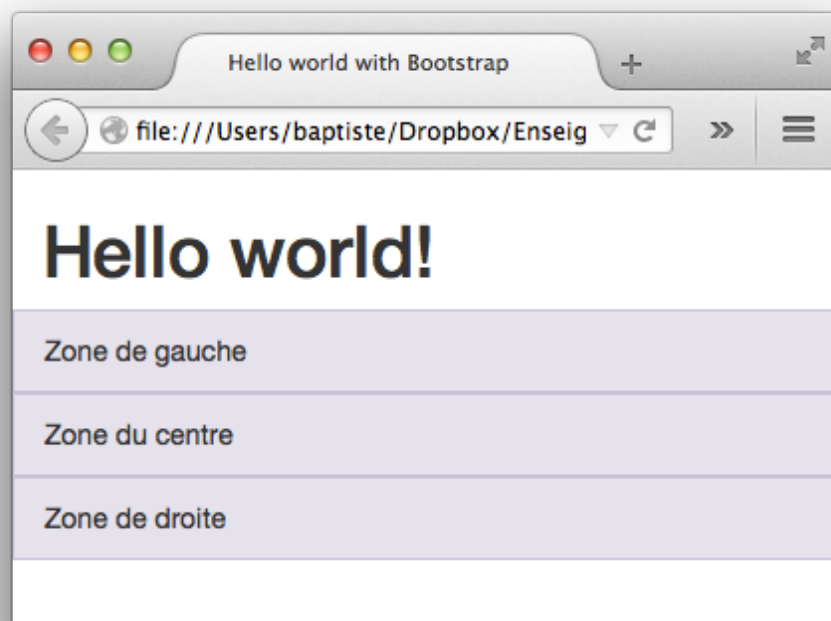 Hello world with Bootstrap
file:///Users/baptiste/Dropbox/Enseig
Hello world!
Zone de gauche
Zone du centre
Zone de droite